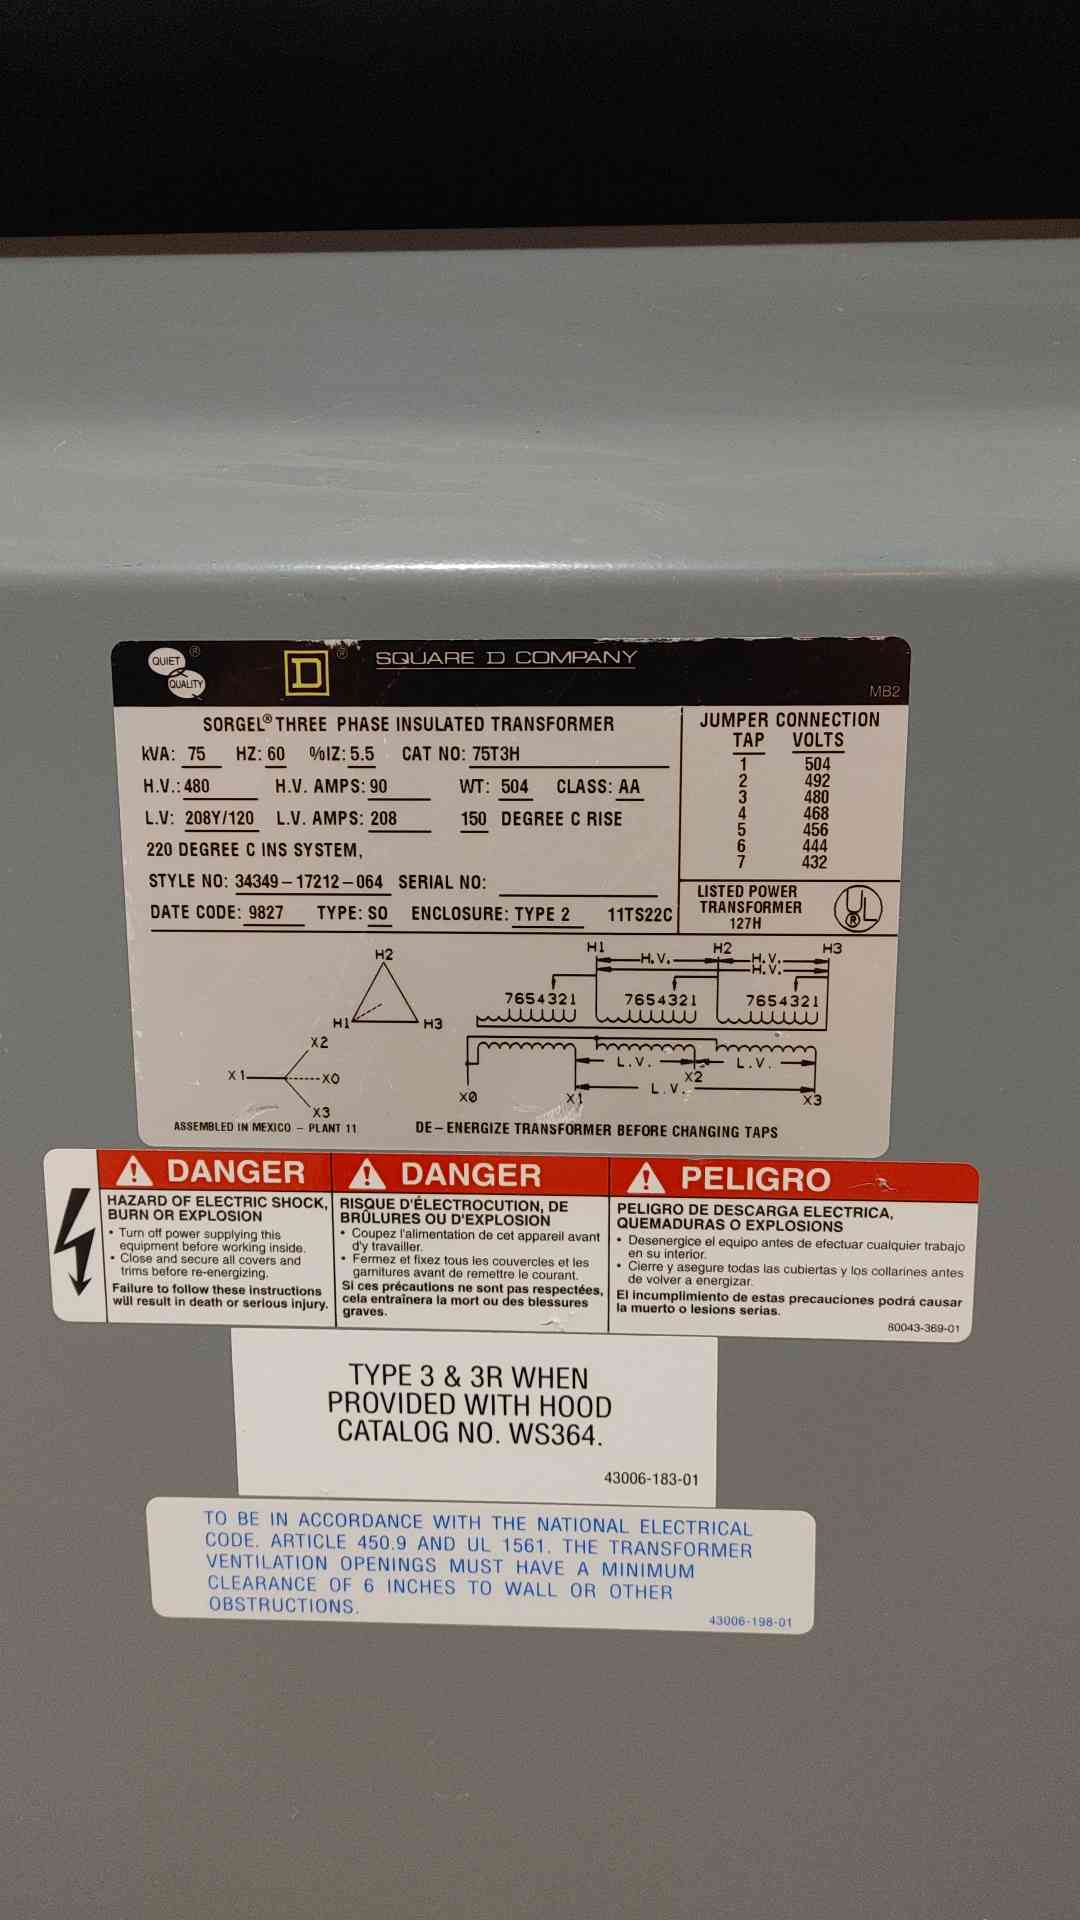 QUIET QUALITY ®
D ® SQUARE D COMPANY
MB2
SORGEL® THREE PHASE INSULATED TRANSFORMER
kVA: 75 HZ: 60 %IZ: 5.5 CAT NO: 75T3H
H.V.: 480 H.V. AMPS: 90 WT: 504 CLASS: AA
L.V: 208Y/120 L.V. AMPS: 208 150 DEGREE C RISE
220 DEGREE C INS SYSTEM,
STYLE NO: 34349-17212-064 SERIAL NO:
DATE CODE: 9827 TYPE: SO ENCLOSURE: TYPE 2 11TS22C
JUMPER CONNECTION
TAP VOLTS
1 504
2 492
3 480
4 468
5 456
6 444
7 432
LISTED POWER
TRANSFORMER
127H
UL ®
H2
H1 H3
X2
X1 X0
X3
H1 H2 H3
H.V. H.V.
H.V.
7654321 7654321 7654321
L.V. L.V.
X2
L.V.
X0 X1 X3
ASSEMBLED IN MEXICO - PLANT 11
DE-ENERGIZE TRANSFORMER BEFORE CHANGING TAPS
DANGER
HAZARD OF ELECTRIC SHOCK,
BURN OR EXPLOSION
• Turn off power supplying this
equipment before working inside.
• Close and secure all covers and
trims before re-energizing.
Failure to follow these instructions
will result in death or serious injury.
DANGER
RISQUE D'ÉLECTROCUTION, DE
BRÛLURES OU D'EXPLOSION
• Coupez l'alimentation de cet appareil avant
d'y travailler.
• Fermez et fixez tous les couvercles et les
garnitures avant de remettre le courant.
Si ces précautions ne sont pas respectées,
cela entraînera la mort ou des blessures
graves.
PELIGRO
PELIGRO DE DESCARGA ELECTRICA,
QUEMADURAS O EXPLOSIONS
• Desenergice el equipo antes de efectuar cualquier trabajo
en su interior.
• Cierre y asegure todas las cubiertas y los collarines antes
de volver a energizar.
El incumplimiento de estas precauciones podrá causar
la muerto o lesions serias.
80043-369-01
TYPE 3 & 3R WHEN
PROVIDED WITH HOOD
CATALOG NO. WS364.
43006-183-01
TO BE IN ACCORDANCE WITH THE NATIONAL ELECTRICAL
CODE. ARTICLE 450.9 AND UL 1561. THE TRANSFORMER
VENTILATION OPENINGS MUST HAVE A MINIMUM
CLEARANCE OF 6 INCHES TO WALL OR OTHER
OBSTRUCTIONS.
43006-198-01